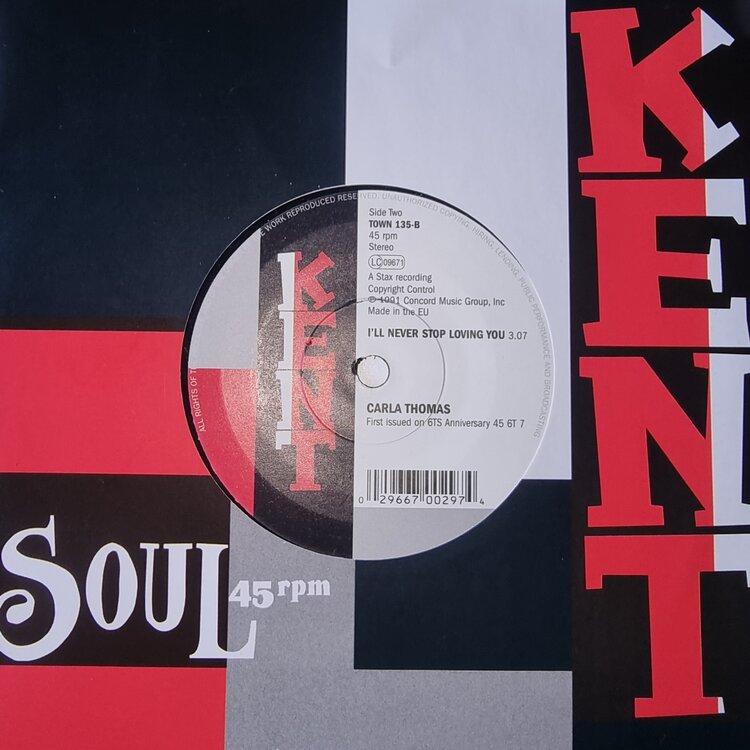 KENT
SOUL
45 rpm
KENT
Side Two
TOWN 135-B
45 rpm
Stereo
LC 09671
A Stax recording
Copyright Control
℗ 1991 Concord Music Group, Inc
Made in the EU
I'LL NEVER STOP LOVING YOU 3.07
CARLA THOMAS
First issued on 6TS Anniversary 45 6T 7
0 29667 00297 4
ALL RIGHTS OF T
E WORK REPRODUCED RESERVED. UNAUTHORIZED COPYING, HIRING, LENDING, PUBLIC PERFORMANCE AND BROADCASTING